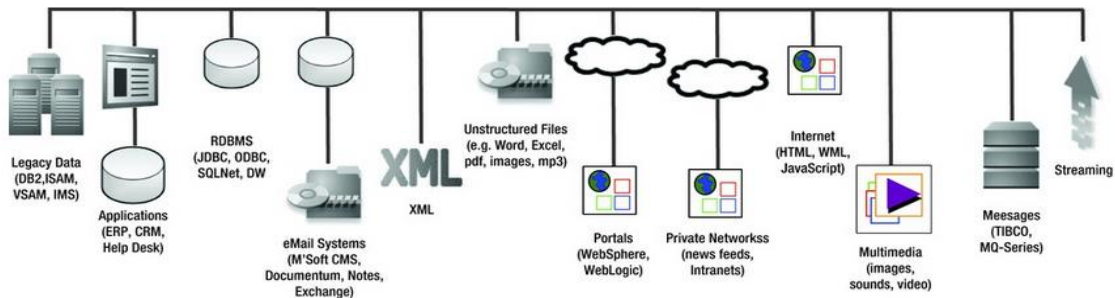 Legacy Data
(DB2,ISAM,
VSAM, IMS)
Applications
(ERP, CRM,
Help Desk)
RDBMS
(JDBC, ODBC,
SQLNet, DW
eMail Systems
(M'Soft CMS,
Documentum, Notes,
Exchange)
XML
XML
Unstructured Files
(e.g. Word, Excel,
pdf, images, mp3)
Portals
(WebSphere,
WebLogic)
Private Networkss
(news feeds,
Intranets)
Internet
(HTML, WML,
JavaScript)
Multimedia
(images,
sounds, video)
Meesages
(TIBCO,
MQ-Series)
Streaming